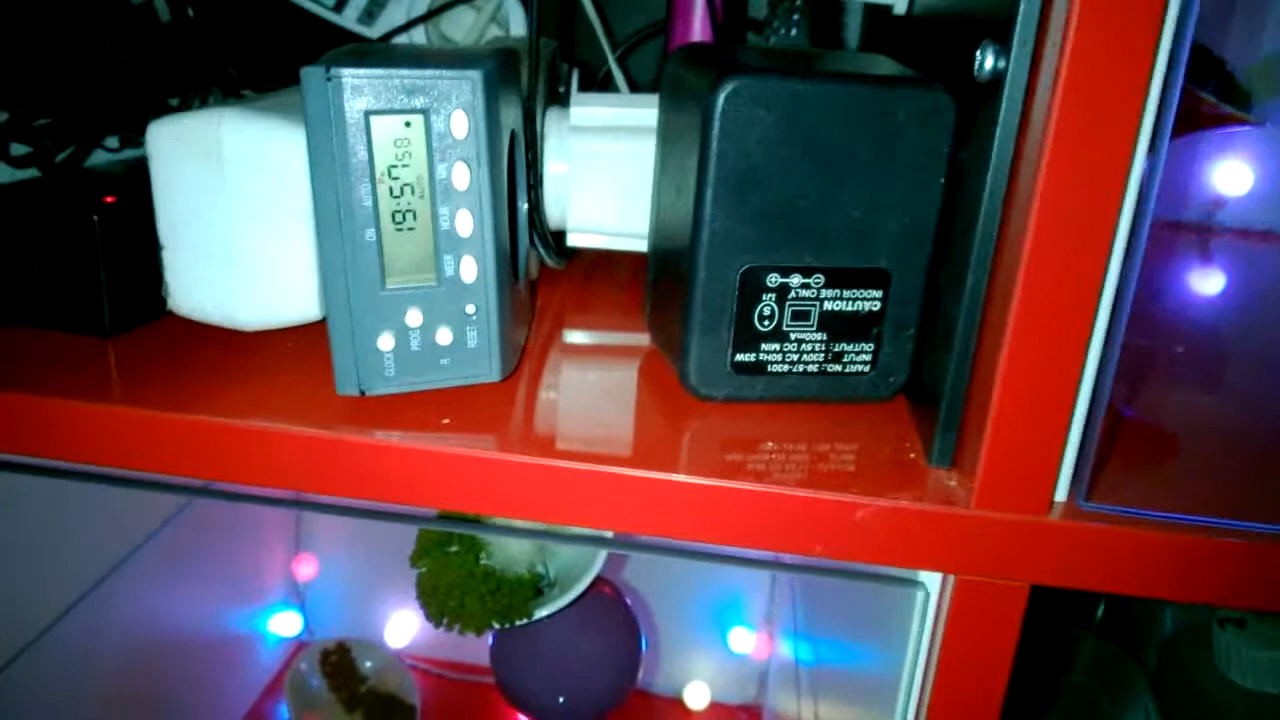 ON
AUTO
19:57 58
AUTO
WEEK
HOUR
CLOCK
PROG
R
RESET
PART NO.: 39-57-9301
INPUT : 230V AC 50Hz 33W
OUTPUT: 13.5V DC MIN
1500mA
CAUTION
INDOOR USE ONLY